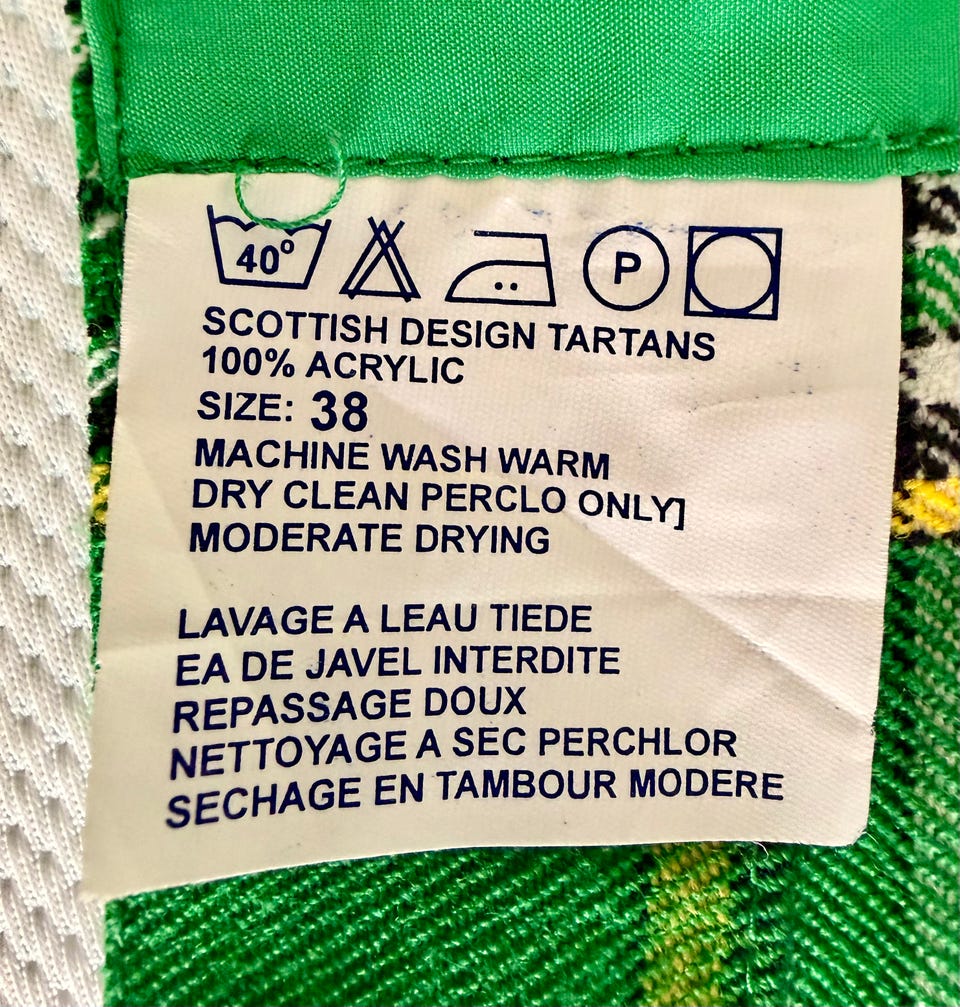 40°
P
SCOTTISH DESIGN TARTANS
100% ACRYLIC
SIZE: 38
MACHINE WASH WARM
DRY CLEAN PERCLO ONLY]
MODERATE DRYING
LAVAGE A LEAU TIEDE
EA DE JAVEL INTERDITE
REPASSAGE DOUX
NETTOYAGE A SEC PERCHLOR
SECHAGE EN TAMBOUR MODERE